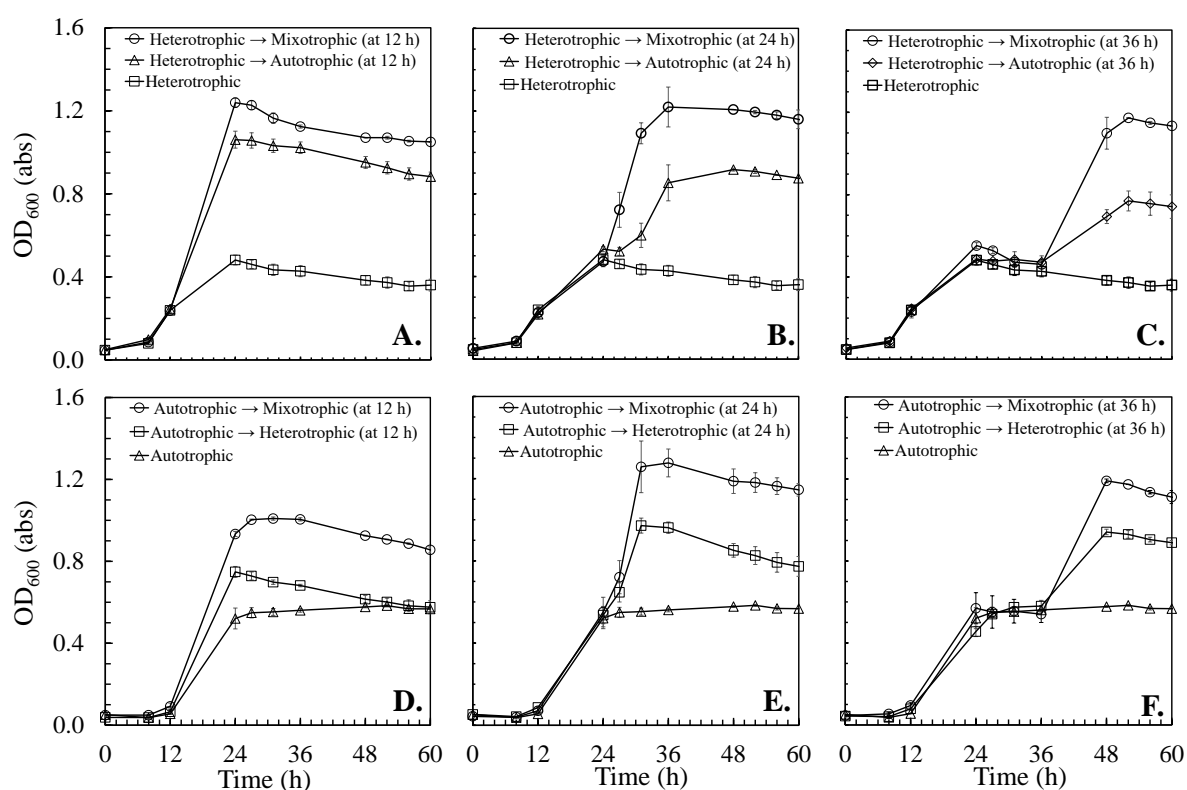 OD600 (abs)
1.6
1.2
0.8
0.4
0.0
Heterotrophic → Mixotrophic (at 12 h)
Heterotrophic → Autotrophic (at 12 h)
Heterotrophic
A.
Heterotrophic → Mixotrophic (at 24 h)
Heterotrophic → Autotrophic (at 24 h)
Heterotrophic
B.
Heterotrophic → Mixotrophic (at 36 h)
Heterotrophic → Autotrophic (at 36 h)
Heterotrophic
C.
OD600 (abs)
1.6
1.2
0.8
0.4
0.0
Autotrophic → Mixotrophic (at 12 h)
Autotrophic → Heterotrophic (at 12 h)
Autotrophic
D.
0 12 24 36 48 60
Time (h)
Autotrophic → Mixotrophic (at 24 h)
Autotrophic → Heterotrophic (at 24 h)
Autotrophic
E.
0 12 24 36 48 60
Time (h)
Autotrophic → Mixotrophic (at 36 h)
Autotrophic → Heterotrophic (at 36 h)
Autotrophic
F.
0 12 24 36 48 60
Time (h)